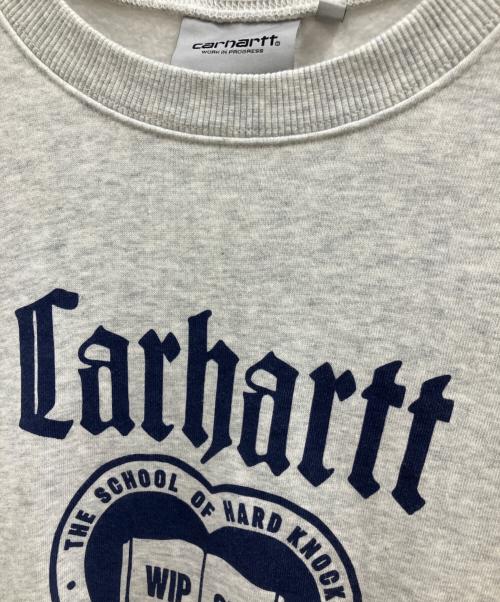 carhartt
WORK IN PROGRESS
Carhartt
· THE SCHOOL OF HARD KNOCK
WIP